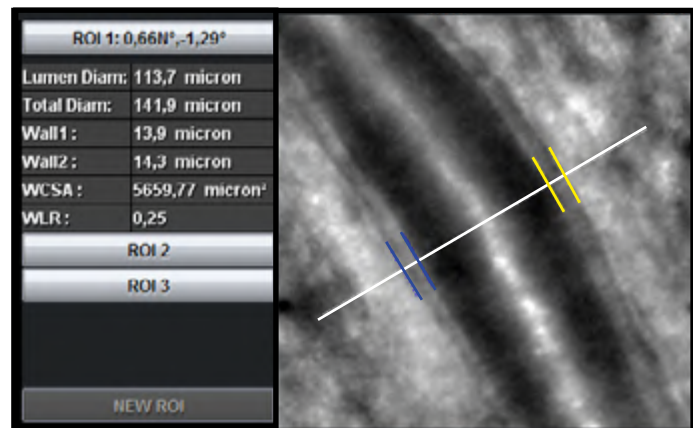 ROI 1: 0,66N°,-1,29°
Lumen Diam: 113,7 micron
Total Diam: 141,9 micron
Wall1 : 13,9 micron
Wall2 : 14,3 micron
WCSA : 5659,77 micron²
WLR : 0,25
ROI 2
ROI 3
NEW ROI